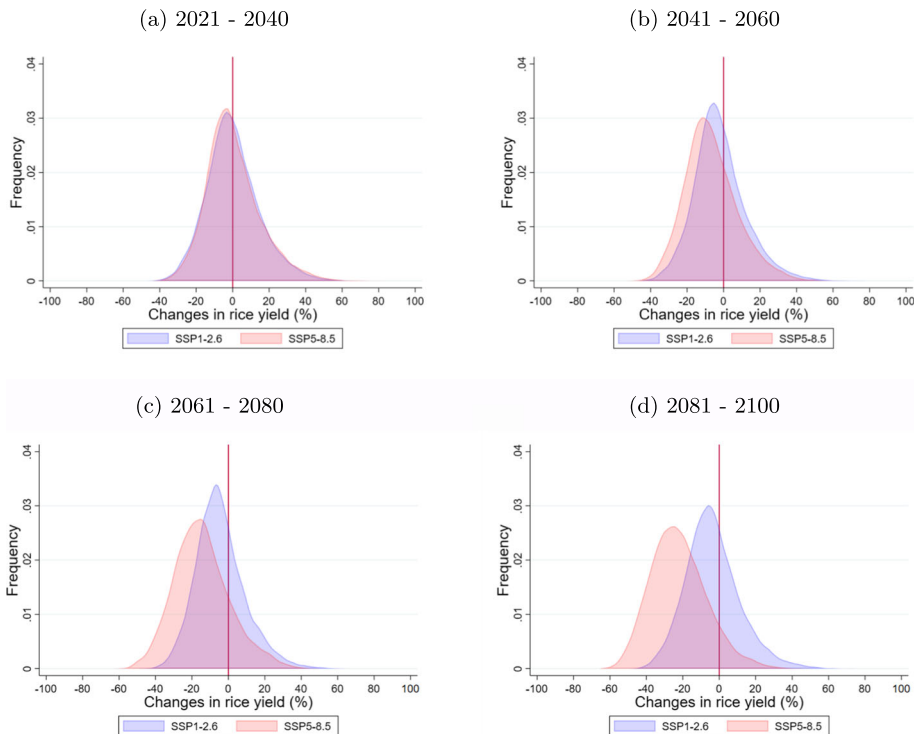 (a) 2021 - 2040
(b) 2041 - 2060
Frequency
0 .01 .02 .03 .04
-100 -80 -60 -40 -20 0 20 40 60 80 100
Changes in rice yield (%)
SSP1-2.6 SSP5-8.5
Frequency
0 .01 .02 .03 .04
-100 -80 -60 -40 -20 0 20 40 60 80 100
Changes in rice yield (%)
SSP1-2.6 SSP5-8.5
(c) 2061 - 2080
(d) 2081 - 2100
Frequency
0 .01 .02 .03 .04
-100 -80 -60 -40 -20 0 20 40 60 80 100
Changes in rice yield (%)
SSP1-2.6 SSP5-8.5
Frequency
0 .01 .02 .03 .04
-100 -80 -60 -40 -20 0 20 40 60 80 100
Changes in rice yield (%)
SSP1-2.6 SSP5-8.5